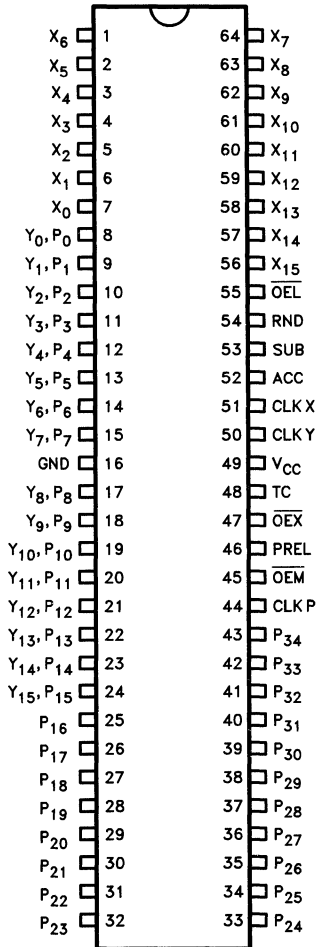 X6 1 64 X7
X5 2 63 X8
X4 3 62 X9
X3 4 61 X10
X2 5 60 X11
X1 6 59 X12
X0 7 58 X13
Y0,P0 8 57 X14
Y1,P1 9 56 X15
Y2,P2 10 55 O̅E̅L̅
Y3,P3 11 54 RND
Y4,P4 12 53 SUB
Y5,P5 13 52 ACC
Y6,P6 14 51 CLKX
Y7,P7 15 50 CLKY
GND 16 49 VCC
Y8,P8 17 48 TC
Y9,P9 18 47 O̅E̅X̅
Y10,P10 19 46 PREL
Y11,P11 20 45 O̅E̅M̅
Y12,P12 21 44 CLKP
Y13,P13 22 43 P34
Y14,P14 23 42 P33
Y15,P15 24 41 P32
P16 25 40 P31
P17 26 39 P30
P18 27 38 P29
P19 28 37 P28
P20 29 36 P27
P21 30 35 P26
P22 31 34 P25
P23 32 33 P24